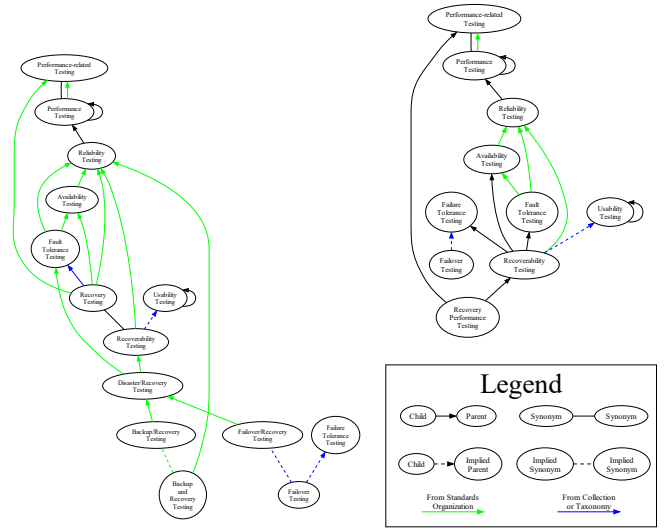 Performance-related
Testing
Performance
Testing
Reliability
Testing
Availability
Testing
Fault
Tolerance
Testing
Recovery
Testing
Usability
Testing
Recoverability
Testing
Disaster/Recovery
Testing
Backup/Recovery
Testing
Failover/Recovery
Testing
Failure
Tolerance
Testing
Backup
and
Recovery
Testing
Failover
Testing
Performance-related
Testing
Performance
Testing
Reliability
Testing
Availability
Testing
Failure
Tolerance
Testing
Fault
Tolerance
Testing
Usability
Testing
Failover
Testing
Recoverability
Testing
Recovery
Performance
Testing
Legend
Child
Parent
Synonym
Synonym
Child
Implied
Parent
Implied
Synonym
Implied
Synonym
From Standards
Organization
From Collection
or Taxonomy